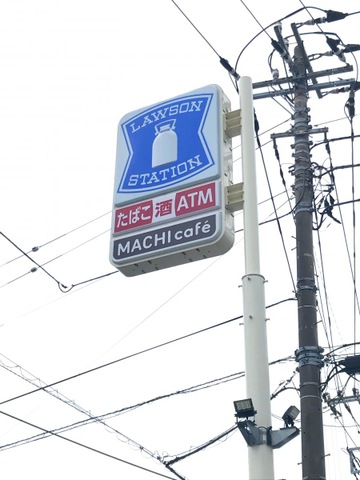 LAWSON
STATION
たばこ 酒 ATM
MACHI café